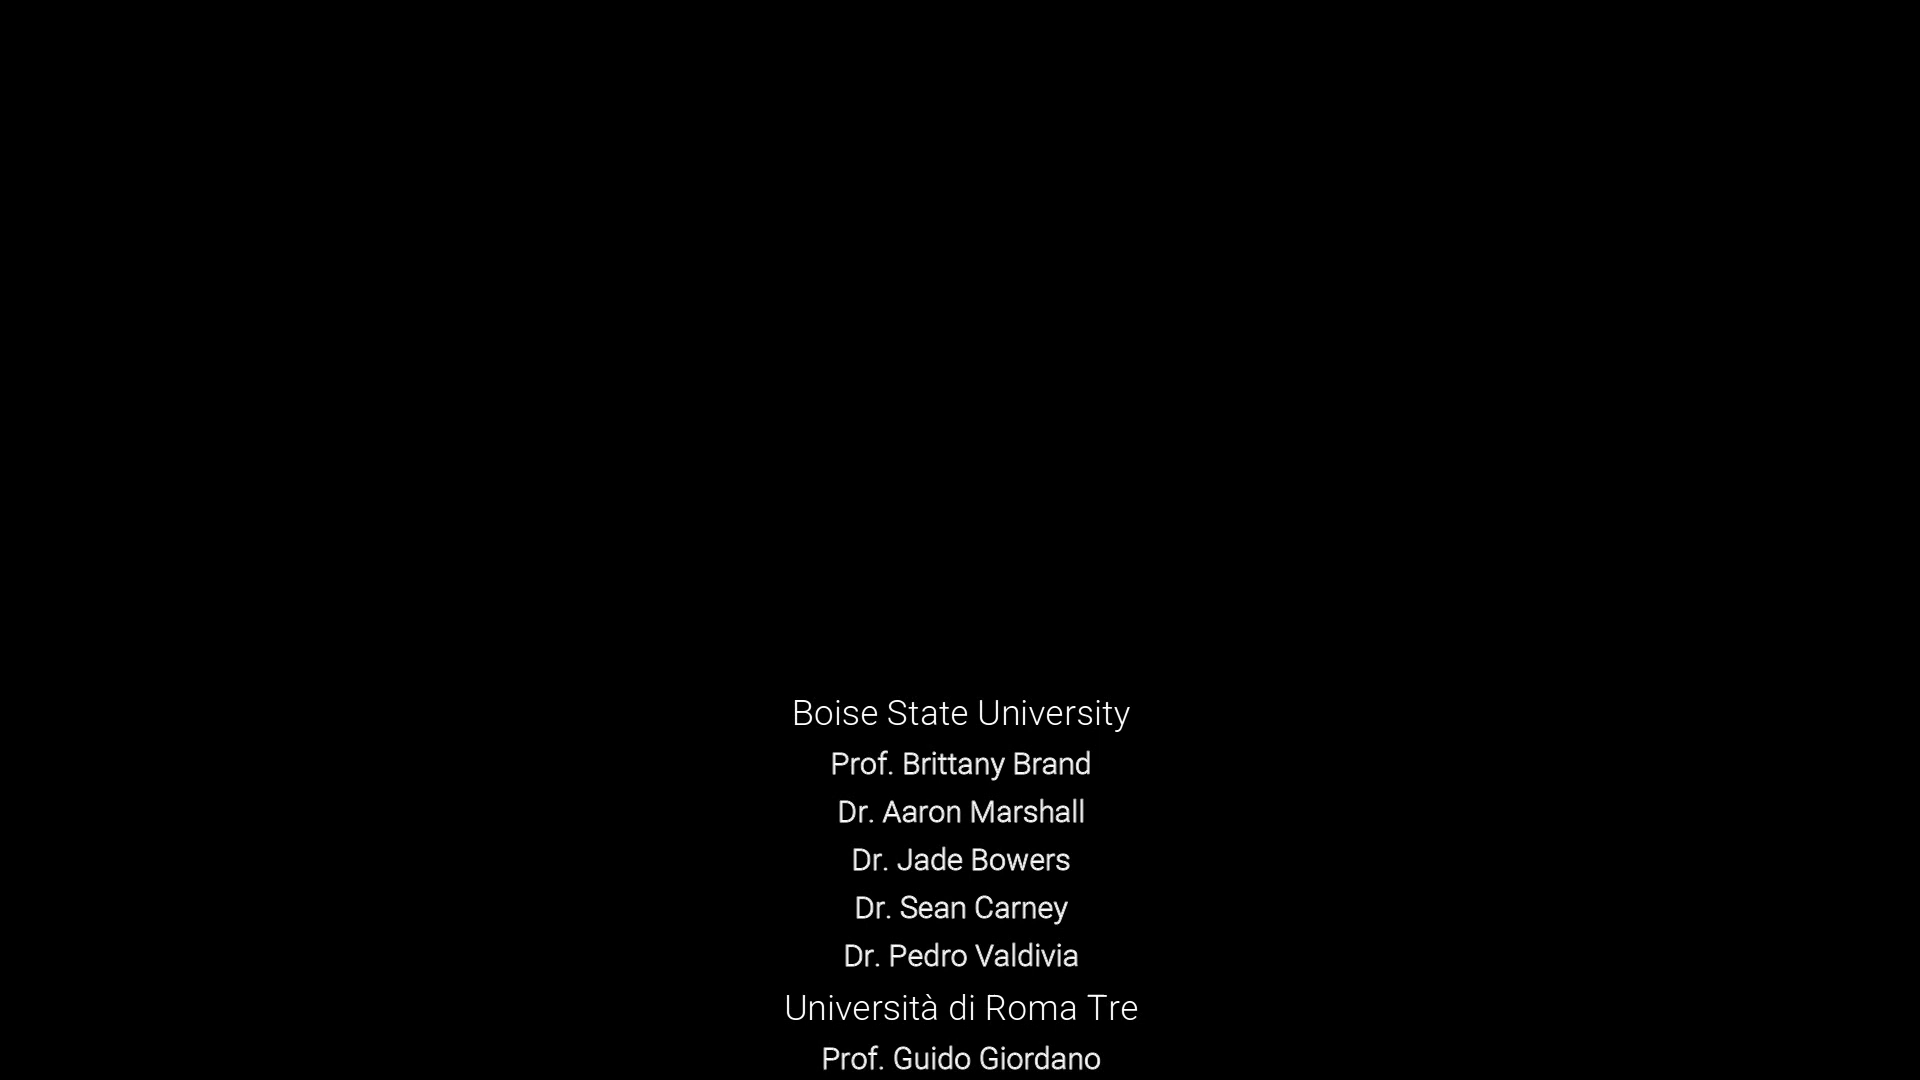 Boise State University
Prof. Brittany Brand
Dr. Aaron Marshall
Dr. Jade Bowers
Dr. Sean Carney
Dr. Pedro Valdivia
Università di Roma Tre
Prof. Guido Giordano